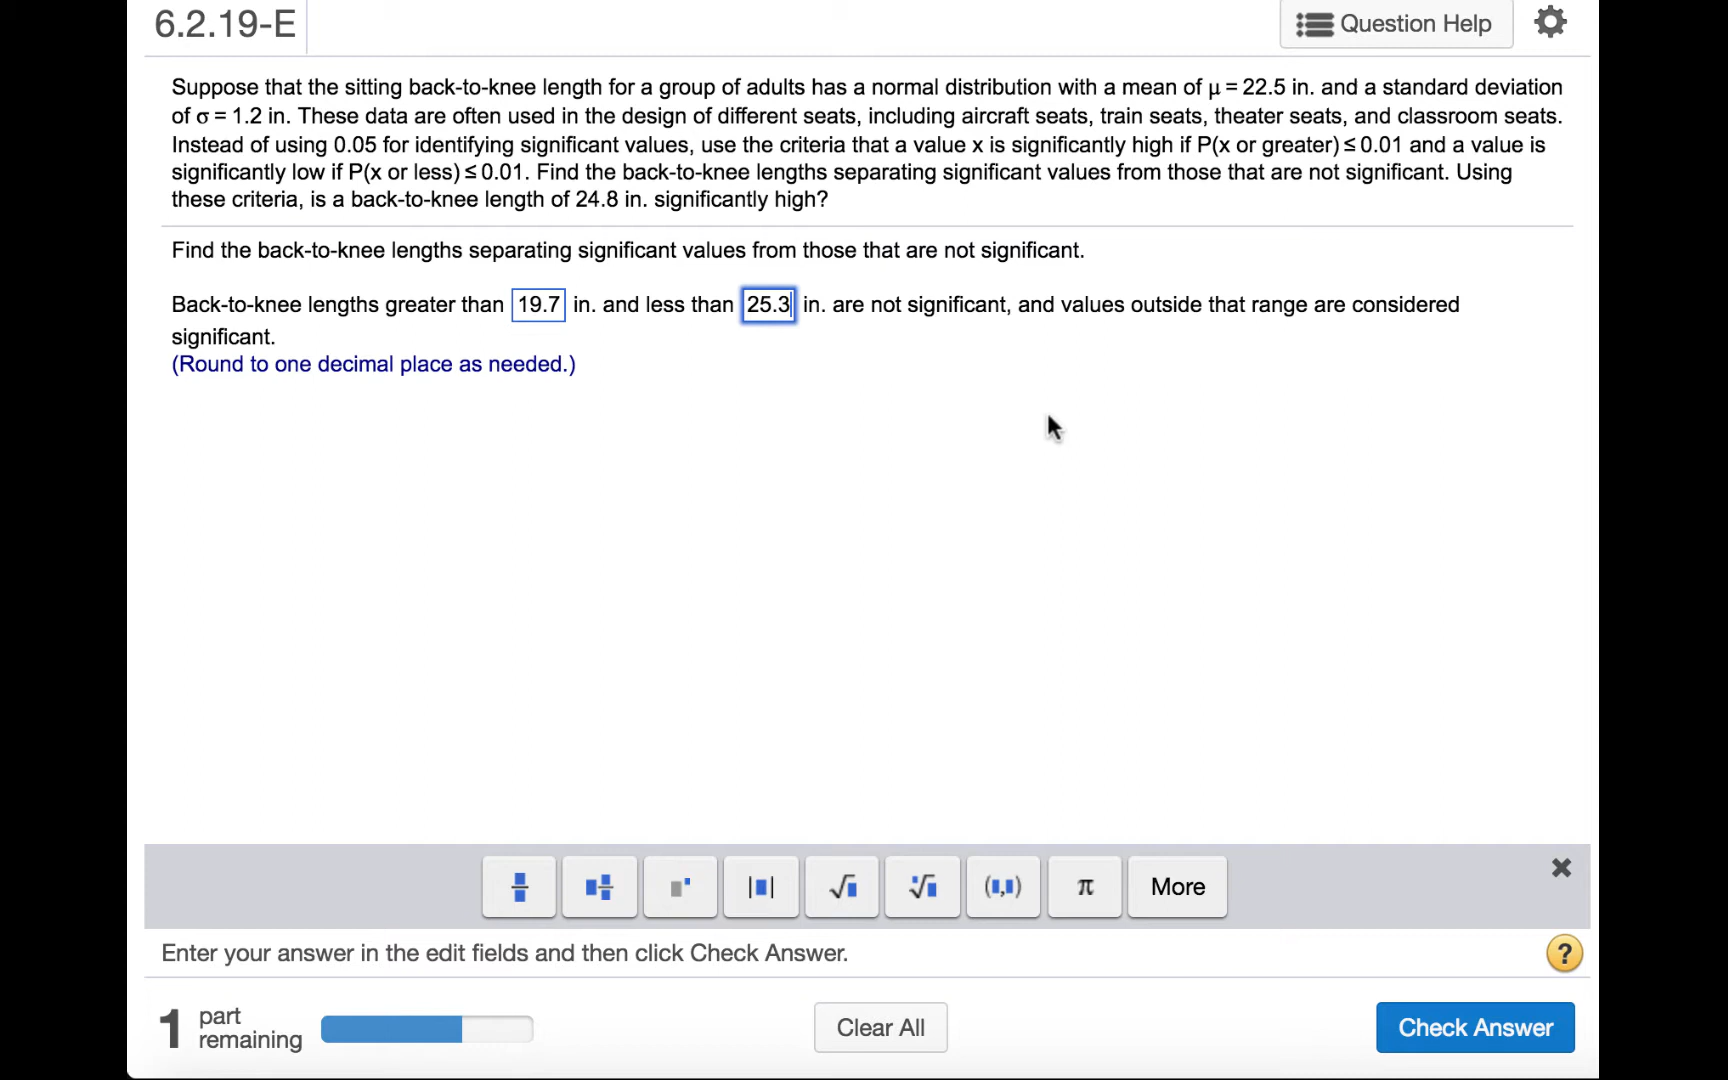 6.2.19-E
Question Help
Suppose that the sitting back-to-knee length for a group of adults has a normal distribution with a mean of μ = 22.5 in. and a standard deviation
of σ = 1.2 in. These data are often used in the design of different seats, including aircraft seats, train seats, theater seats, and classroom seats.
Instead of using 0.05 for identifying significant values, use the criteria that a value x is significantly high if P(x or greater) ≤ 0.01 and a value is
significantly low if P(x or less) ≤ 0.01. Find the back-to-knee lengths separating significant values from those that are not significant. Using
these criteria, is a back-to-knee length of 24.8 in. significantly high?
Find the back-to-knee lengths separating significant values from those that are not significant.
Back-to-knee lengths greater than 19.7 in. and less than 25.3 in. are not significant, and values outside that range are considered
significant.
(Round to one decimal place as needed.)
π
More
Enter your answer in the edit fields and then click Check Answer.
?
1 part
remaining
Clear All
Check Answer